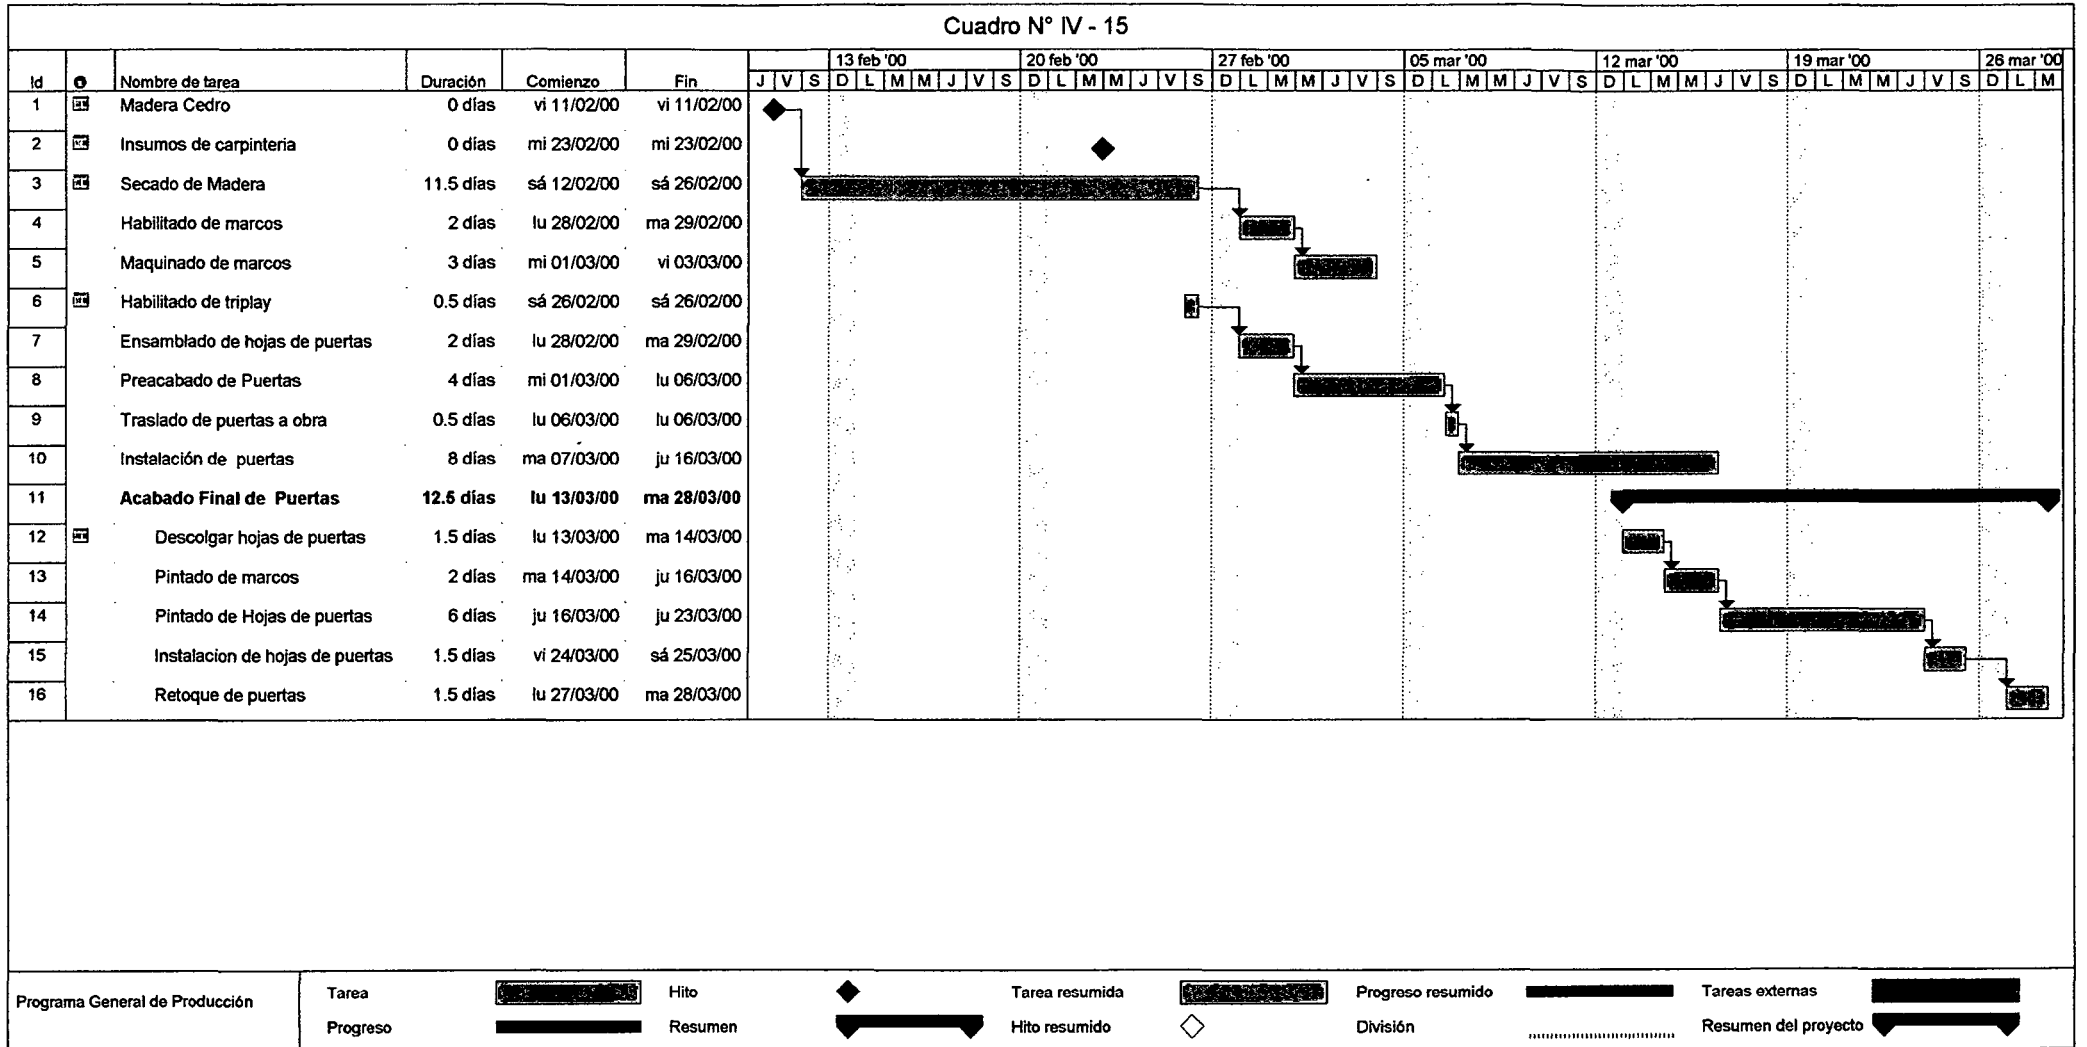 Cuadro N° IV - 15
13 feb '00 20 feb '00 27 feb '00 05 mar '00 12 mar '00 19 mar '00 26 mar '00
Id Nombre de tarea Duración Comienzo Fin J V S D L M M J V S D L M M J V S D L M M J V S D L M M J V S D L M M J V S D L M M J V S D L M
1 Madera Cedro 0 días vi 11/02/00 vi 11/02/00
2 Insumos de carpinteria 0 días mi 23/02/00 mi 23/02/00
3 Secado de Madera 11.5 días sá 12/02/00 sá 26/02/00
4 Habilitado de marcos 2 días lu 28/02/00 ma 29/02/00
5 Maquinado de marcos 3 días mi 01/03/00 vi 03/03/00
6 Habilitado de triplay 0.5 días sá 26/02/00 sá 26/02/00
7 Ensamblado de hojas de puertas 2 días lu 28/02/00 ma 29/02/00
8 Preacabado de Puertas 4 días mi 01/03/00 lu 06/03/00
9 Traslado de puertas a obra 0.5 días lu 06/03/00 lu 06/03/00
10 Instalación de puertas 8 días ma 07/03/00 ju 16/03/00
11 Acabado Final de Puertas 12.5 días lu 13/03/00 ma 28/03/00
12 Descolgar hojas de puertas 1.5 días lu 13/03/00 ma 14/03/00
13 Pintado de marcos 2 días ma 14/03/00 ju 16/03/00
14 Pintado de Hojas de puertas 6 días ju 16/03/00 ju 23/03/00
15 Instalacion de hojas de puertas 1.5 días vi 24/03/00 sá 25/03/00
16 Retoque de puertas 1.5 días lu 27/03/00 ma 28/03/00
Programa General de Producción
Tarea Hito Tarea resumida Progreso resumido Tareas externas
Progreso Resumen Hito resumido División Resumen del proyecto